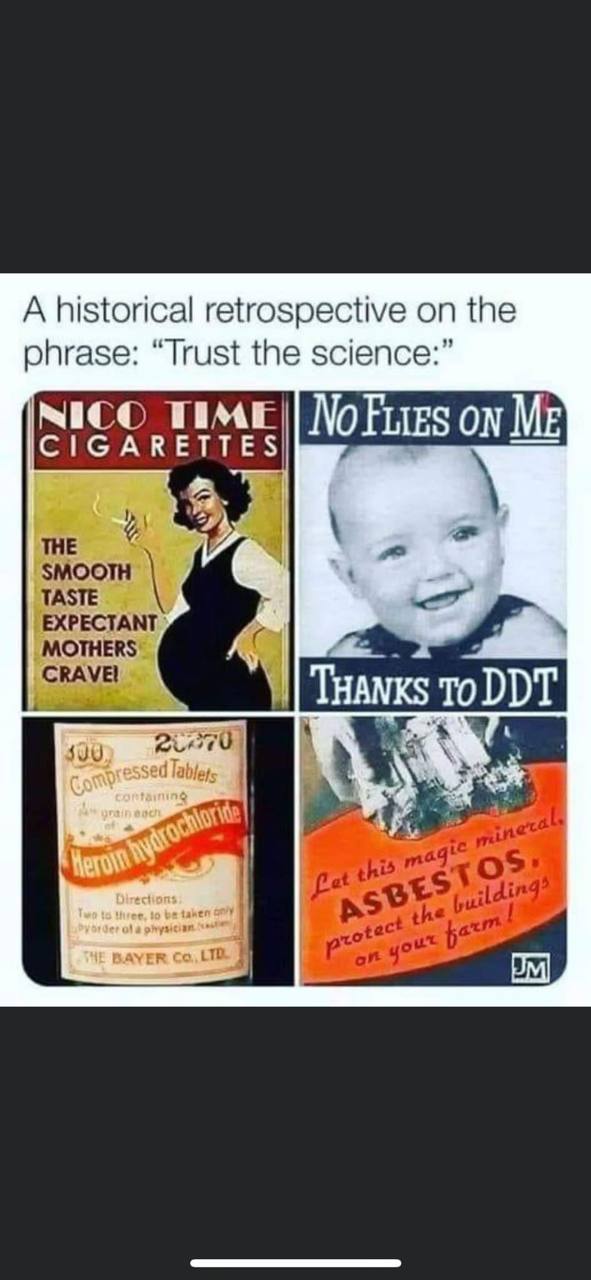 A historical retrospective on the
phrase: “Trust the science:”
NICO TIME
CIGARETTES
THE
SMOOTH
TASTE
EXPECTANT
MOTHERS
CRAVE!
NO FLIES ON ME
THANKS TO DDT
Compressed Tablets
containing
grain each
of
Heroin hydrochloride
Directions:
Two to three, to be taken only
by order of a physician.
THE BAYER CO., LTD.
Let this magic mineral,
ASBESTOS,
protect the buildings
on your farm!
JM